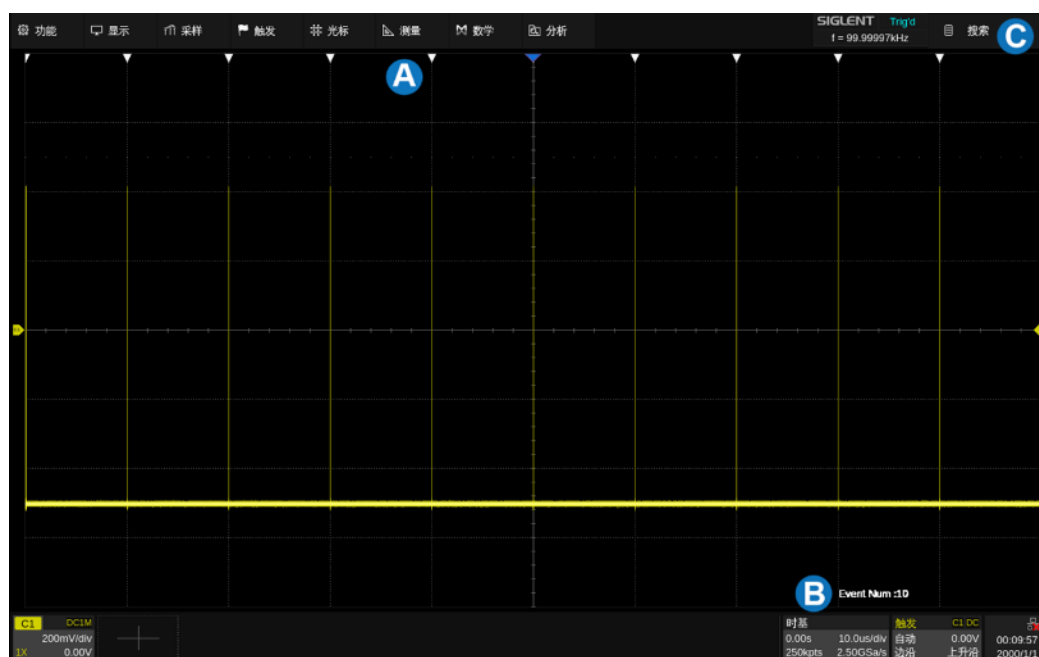 功能 显示 采样 触发 光标 测量 数学 分析 SIGLENT Trig'd 搜索 C
f = 99.99997kHz
A
B Event Num :10
C1 DC1M 时基 触发 C1 DC
200mV/div 0.00s 10.0us/div 自动 0.00V 00:09:57
1X 0.00V 250kpts 2.50GSa/s 边沿 上升沿 2000/1/1